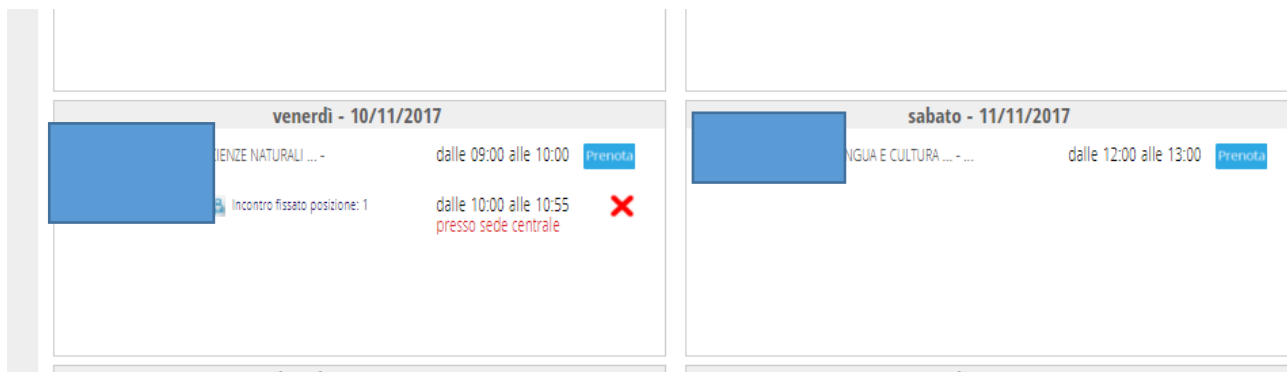 venerdì - 10/11/2017
IENZE NATURALI ... - dalle 09:00 alle 10:00 Prenota
Incontro fissato posizione: 1 dalle 10:00 alle 10:55
presso sede centrale
sabato - 11/11/2017
NGUA E CULTURA ... - ... dalle 12:00 alle 13:00 Prenota